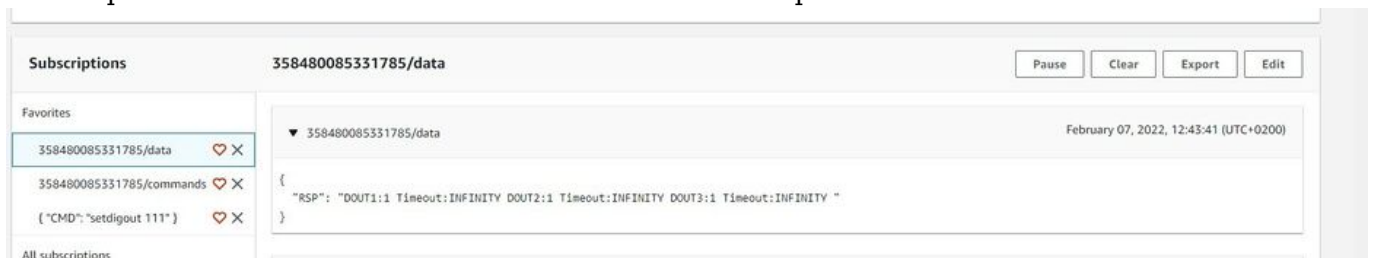 Subscriptions
358480085331785/data
Pause
Clear
Export
Edit
Favorites
358480085331785/data
358480085331785/commands
{ "CMD": "setdigout 111" }
All subscriptions
▼ 358480085331785/data
February 07, 2022, 12:43:41 (UTC+0200)
{
"RSP": "DOUT1:1 Timeout:INFINITY DOUT2:1 Timeout:INFINITY DOUT3:1 Timeout:INFINITY "
}